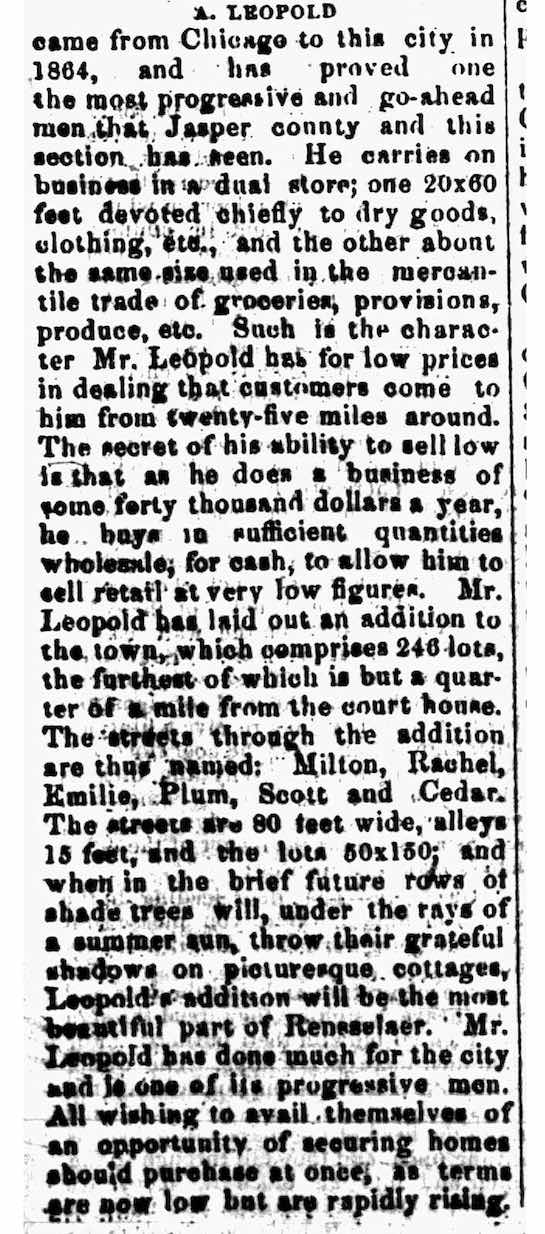 A. LEOPOLD
came from Chicago to this city in
1864, and has proved one
the most progressive and go-ahead
men that Jasper connty and this
section has seen. He carries on
business in a dual store; one 20x60
feet devoted chiefly to dry goods,
clothing, etc., and the other abont
the same size used in the mercan-
tile trade of groceries, provisions,
produce, etc. Such is the charac-
ter Mr. Leopold hat for low prices
in dealing that customers come to
him from twenty-five miles around.
The secret of his ability to sell low
is that as he does a business of
some forty thousand dollars a year,
he buys in sufficient quantities
wholesale, for cash, to allow him to
sell retail at very low figures. Mr.
Leopold has laid out an addition to
the town, which comprises 246 lots,
the furthest of which is but a quar-
ter of a mile from the court house.
The streets through the addition
are thus named: Milton, Rachel,
Emilie, Plum, Scott and Cedar.
The streets are 80 feet wide, alleys
15 feet, and the lots 50x150; and
when in the brief future rows of
shade trees will, under the rays of
a summer sun, throw their grateful
shadows on picturesque cottages,
Leopold's addition will be the most
beautiful part of Rensselaer. Mr.
Leopold has done much for the city
and is one of its progressive men.
All wishing to avail themselves of
an opportunity of securing homes
should purchase at once, as terms
are now low but are rapidly rising.